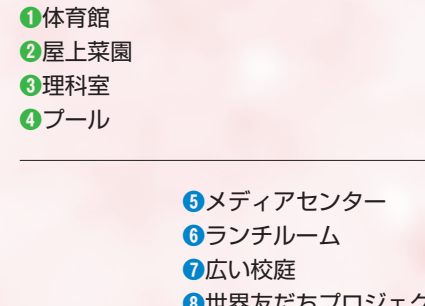 ❶体育館
❷屋上菜園
❸理科室
❹プール
❺メディアセンター
❻ランチルーム
❼広い校庭
❽世界友だちプロジェク